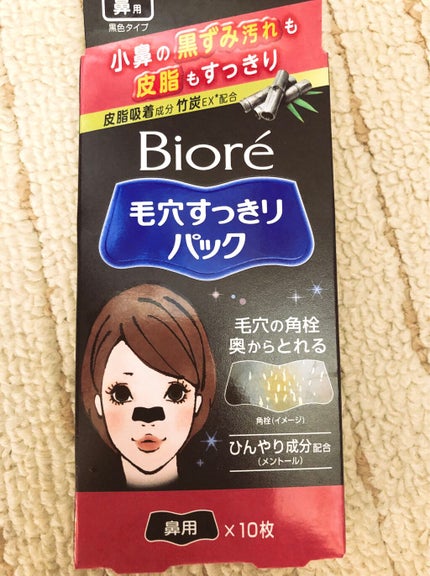 鼻用
黒色タイプ
小鼻の黒ずみ汚れも
皮脂もすっきり
皮脂吸着成分 竹炭EX*配合
Bioré
毛穴すっきり
パック
毛穴の角栓
奥からとれる
角栓(イメージ)
ひんやり成分配合
(メントール)
鼻用 ×10枚